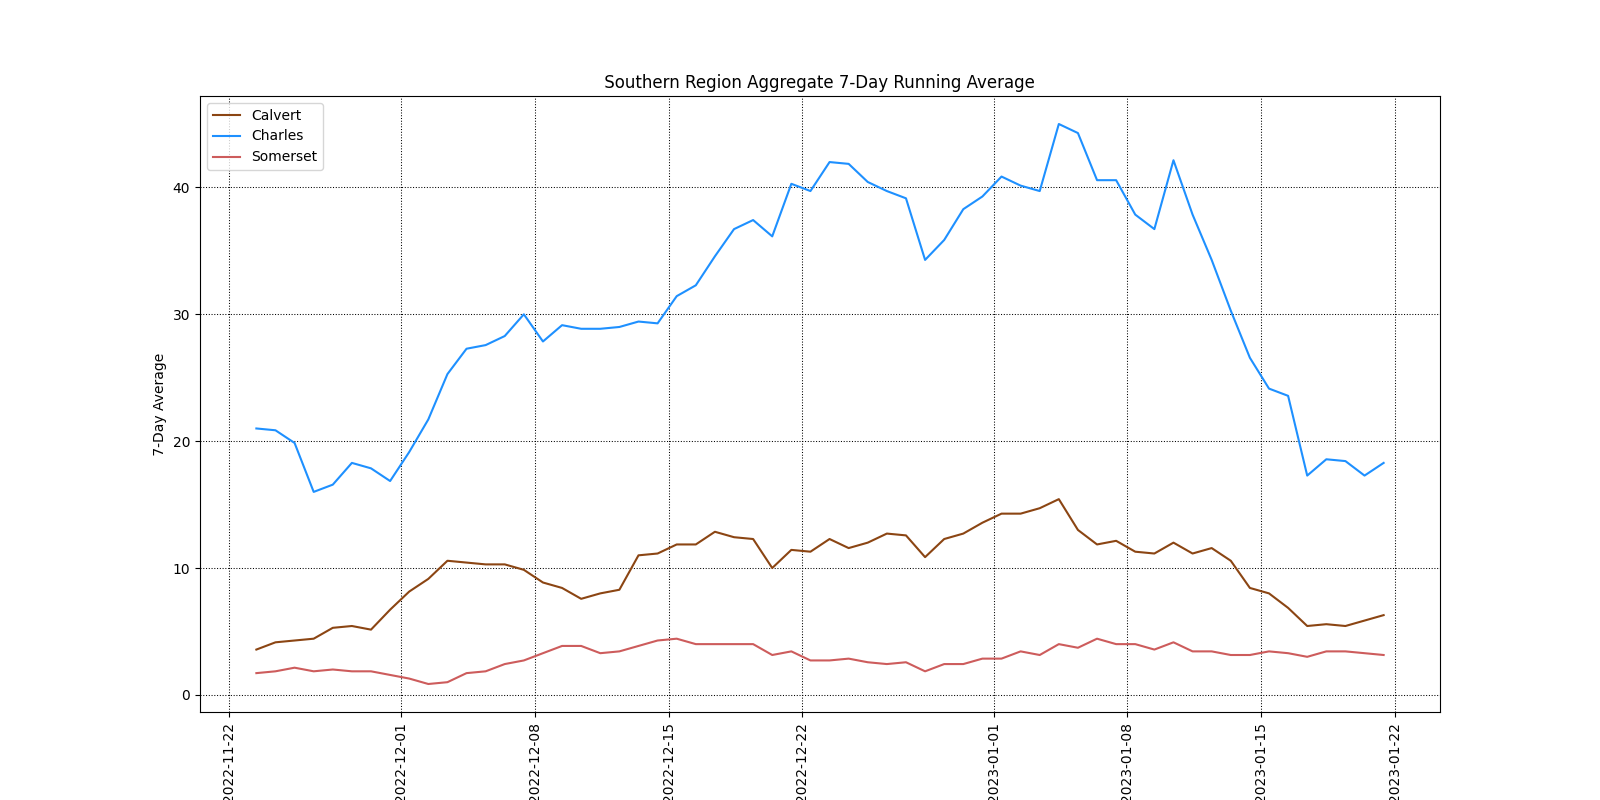 Southern Region Aggregate 7-Day Running Average
Calvert
Charles
Somerset
7-Day Average
40
30
20
10
0
2022-11-22
2022-12-01
2022-12-08
2022-12-15
2022-12-22
2023-01-01
2023-01-08
2023-01-15
2023-01-22